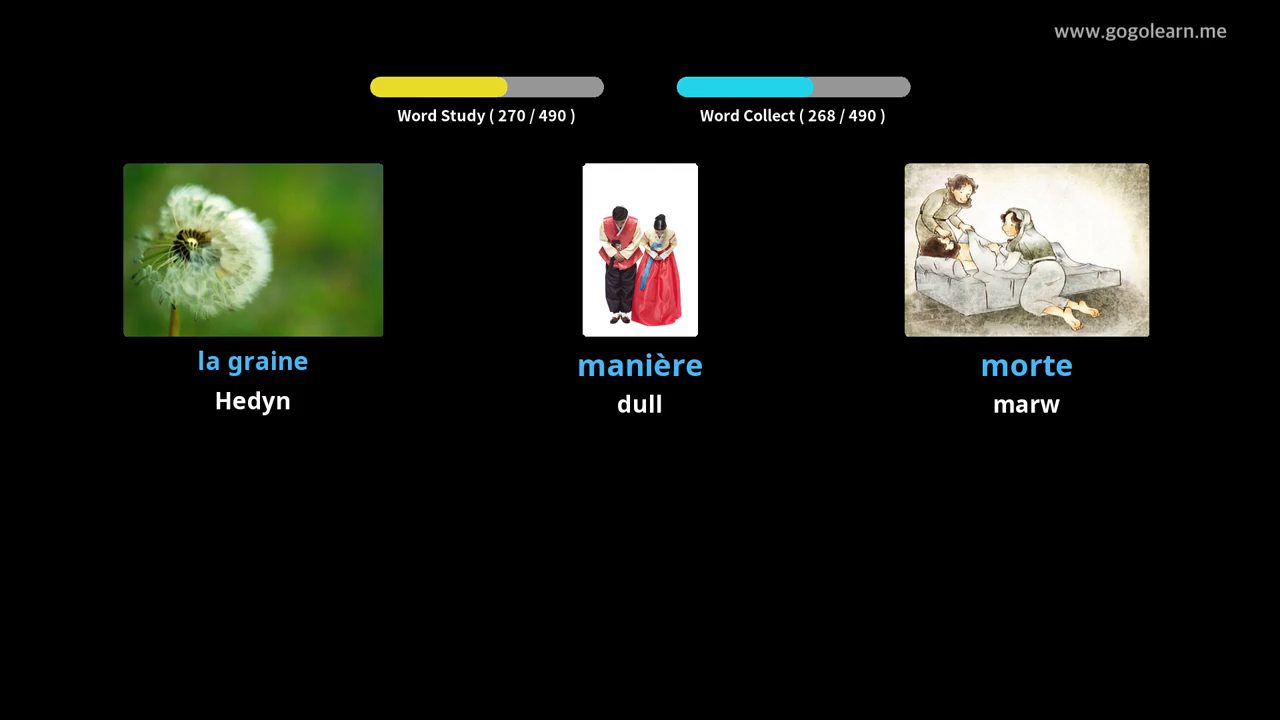 www.gogolearn.me
Word Study ( 270 / 490 )
Word Collect ( 268 / 490 )
la graine
Hedyn
manière
dull
morte
marw